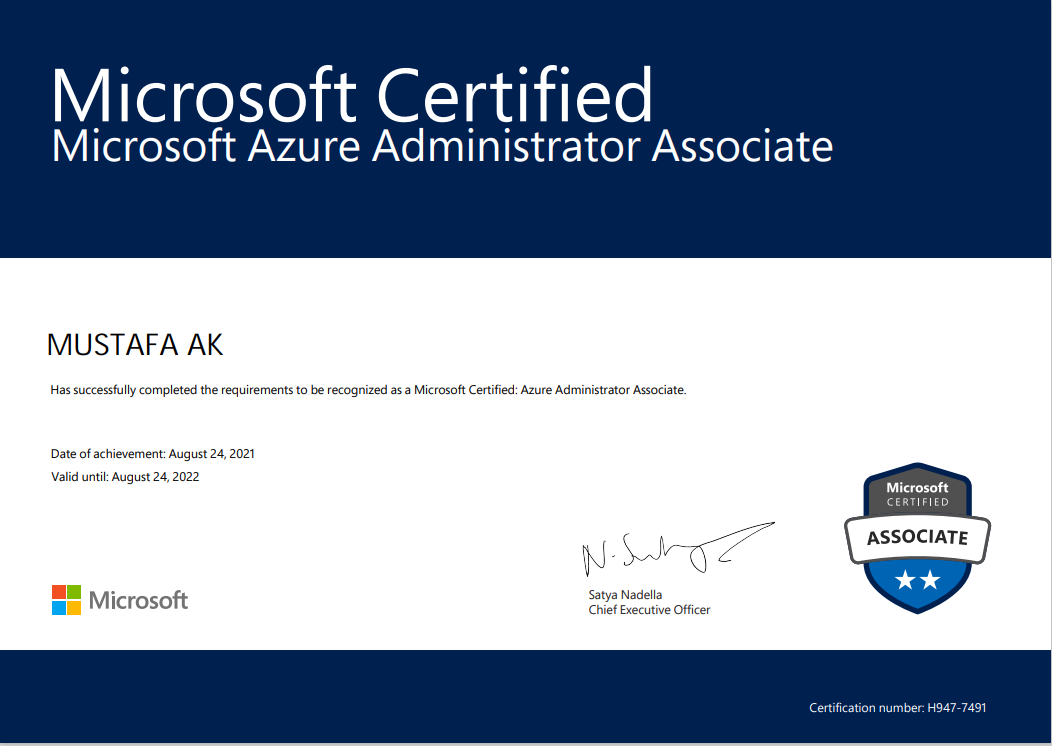 Microsoft Certified
Microsoft Azure Administrator Associate
MUSTAFA AK
Has successfully completed the requirements to be recognized as a Microsoft Certified: Azure Administrator Associate.
Date of achievement: August 24, 2021
Valid until: August 24, 2022
Microsoft
CERTIFIED
ASSOCIATE
Satya Nadella
Chief Executive Officer
Microsoft
Certification number: H947-7491